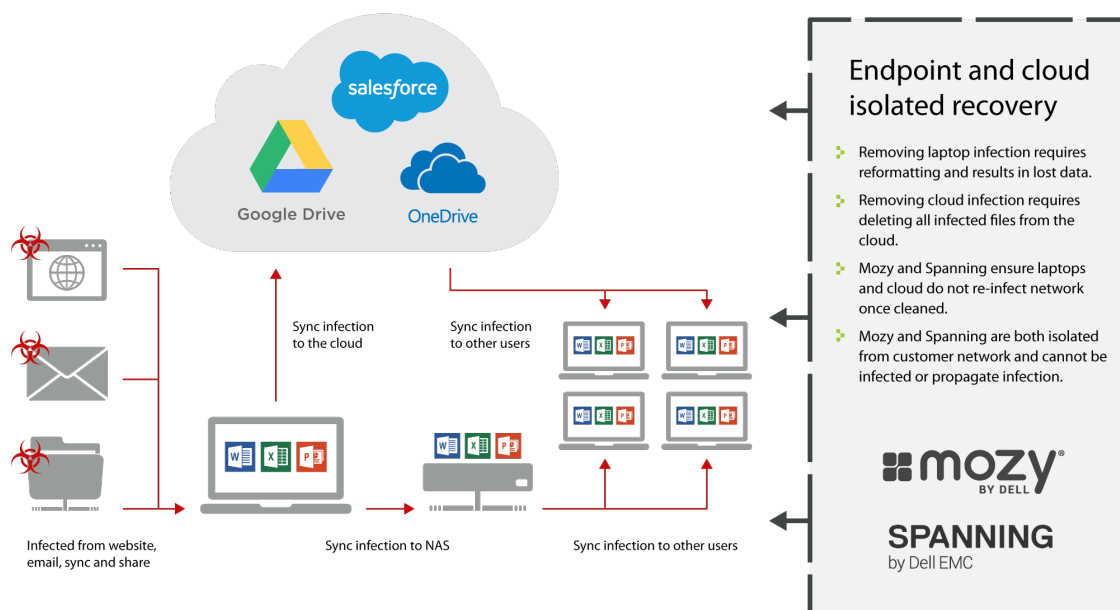 salesforce
Google Drive
OneDrive
Sync infection
to the cloud
Sync infection
to other users
W X P
W X P
W X P
W X P
W X P
W X P
Infected from website,
email, sync and share
Sync infection to NAS
Sync infection to other users
Endpoint and cloud
isolated recovery
Removing laptop infection requires
reformatting and results in lost data.
Removing cloud infection requires
deleting all infected files from the
cloud.
Mozy and Spanning ensure laptops
and cloud do not re-infect network
once cleaned.
Mozy and Spanning are both isolated
from customer network and cannot be
infected or propagate infection.
mozy®
BY DELL
SPANNING
by Dell EMC